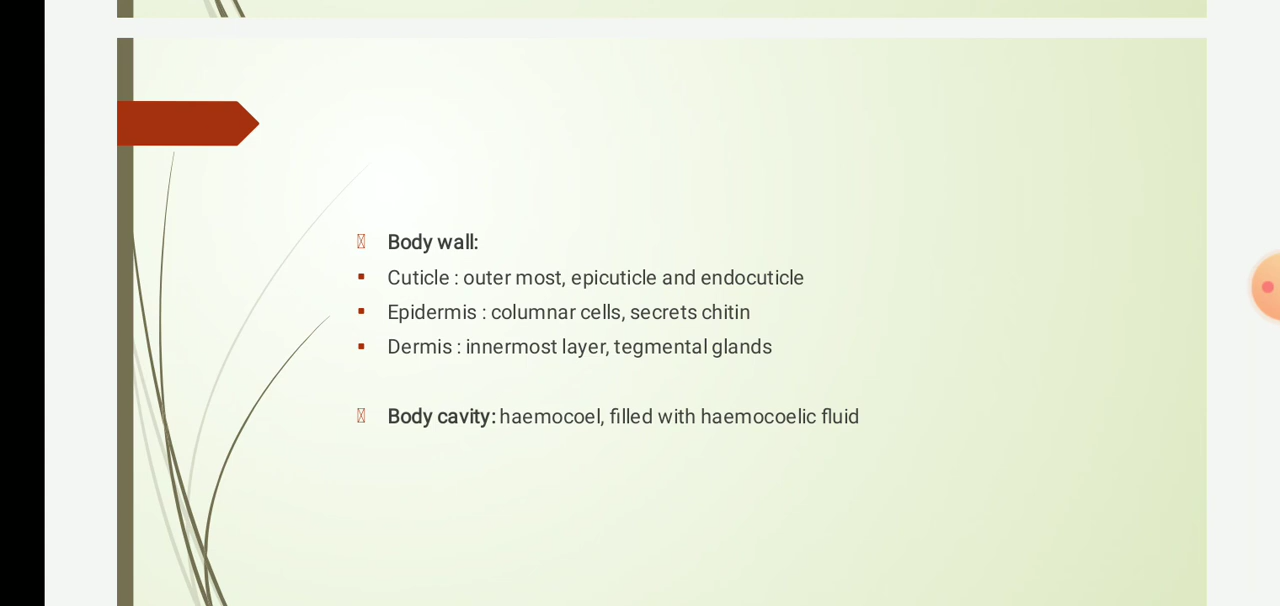 Body wall:
Cuticle : outer most, epicuticle and endocuticle
Epidermis : columnar cells, secrets chitin
Dermis : innermost layer, tegmental glands
Body cavity: haemocoel, filled with haemocoelic fluid